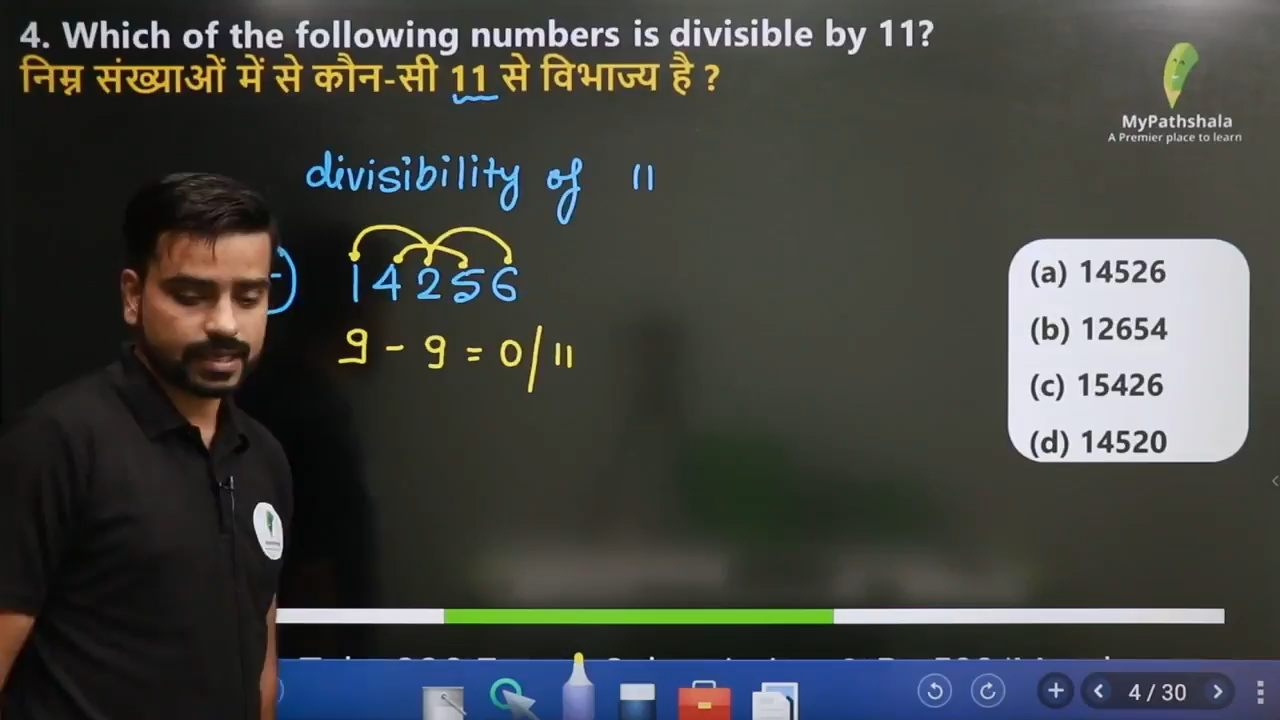 4. Which of the following numbers is divisible by 11?
निम्न संख्याओं में से कौन-सी 11 से विभाज्य है ?
MyPathshala
A Premier place to learn
divisibility of 11
14256
9 - 9 = 0/11
(a) 14526
(b) 12654
(c) 15426
(d) 14520
4 / 30